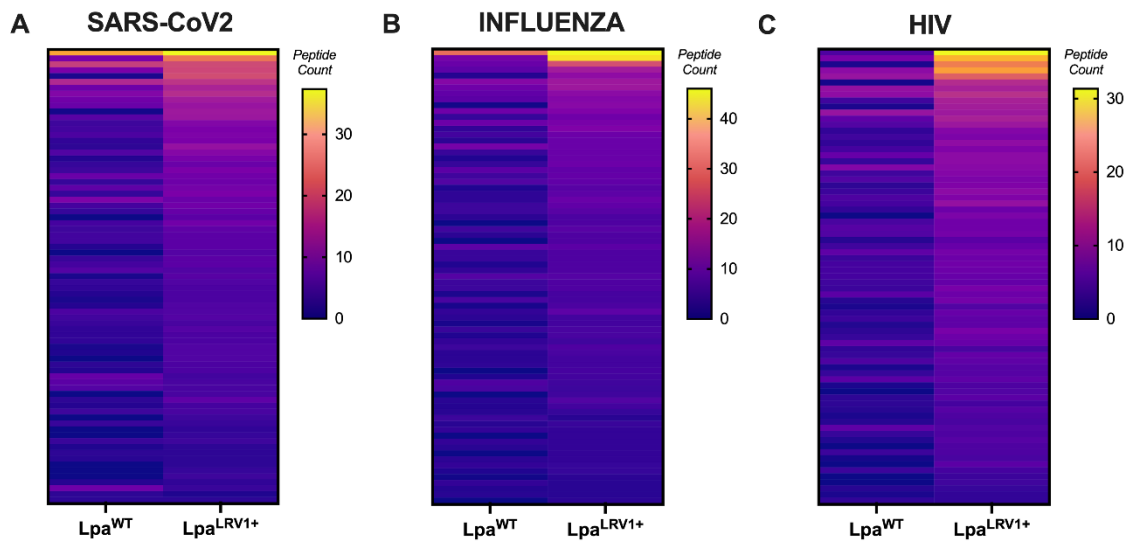 A
SARS-CoV2
Peptide
Count
30
20
10
0
Lpa^WT
Lpa^LRV1+
B
INFLUENZA
Peptide
Count
40
30
20
10
0
Lpa^WT
Lpa^LRV1+
C
HIV
Peptide
Count
30
20
10
0
Lpa^WT
Lpa^LRV1+